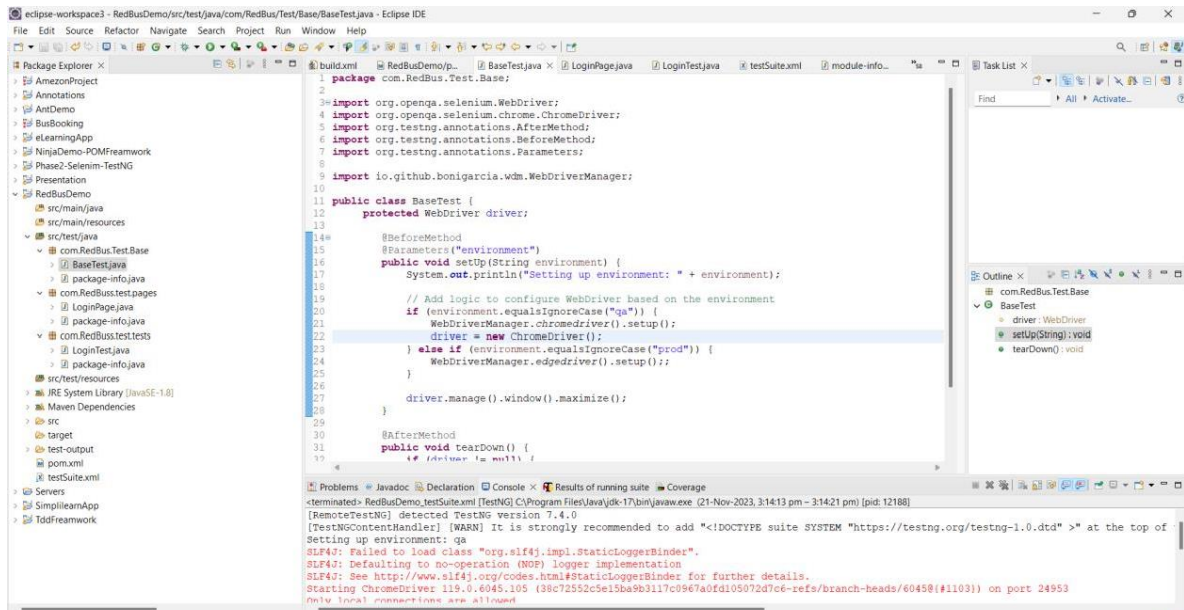 eclipse-workspace3 - RedBusDemo/src/test/java/com/RedBus/Test/Base/BaseTest.java - Eclipse IDE
File Edit Source Refactor Navigate Search Project Run Window Help
Package Explorer
AmezonProject
Annotations
AntDemo
BusBooking
eLearningApp
NinjaDemo-POMFreamwork
Phase2-Selenim-TestNG
Presentation
RedBusDemo
src/main/java
src/main/resources
src/test/java
com.RedBus.Test.Base
BaseTest.java
package-info.java
com.RedBuss.test.pages
LoginPage.java
package-info.java
com.RedBuss.test.tests
LoginTest.java
package-info.java
src/test/resources
JRE System Library [JavaSE-1.8]
Maven Dependencies
src
target
test-output
pom.xml
testSuite.xml
Servers
SimplilearnApp
TddFreamwork
build.xml RedBusDemo/p... BaseTest.java LoginPage.java LoginTest.java testSuite.xml module-info...
1 package com.RedBus.Test.Base;
2
3 import org.openqa.selenium.WebDriver;
4 import org.openqa.selenium.chrome.ChromeDriver;
5 import org.testng.annotations.AfterMethod;
6 import org.testng.annotations.BeforeMethod;
7 import org.testng.annotations.Parameters;
8
9 import io.github.bonigarcia.wdm.WebDriverManager;
10
11 public class BaseTest {
12 protected WebDriver driver;
13
14 @BeforeMethod
15 @Parameters("environment")
16 public void setUp(String environment) {
17 System.out.println("Setting up environment: " + environment);
18
19 // Add logic to configure WebDriver based on the environment
20 if (environment.equalsIgnoreCase("qa")) {
21 WebDriverManager.chromedriver().setup();
22 driver = new ChromeDriver();
23 } else if (environment.equalsIgnoreCase("prod")) {
24 WebDriverManager.edgedriver().setup();;
25 }
26
27 driver.manage().window().maximize();
28 }
29
30 @AfterMethod
31 public void tearDown() {
32 if (driver != null) {
Task List
Find All Activate...
Outline
com.RedBus.Test.Base
BaseTest
driver : WebDriver
setUp(String) : void
tearDown() : void
Problems Javadoc Declaration Console Results of running suite Coverage
<terminated> RedBusDemo_testSuite.xml [TestNG] C:\Program Files\Java\jdk-17\bin\javaw.exe (21-Nov-2023, 3:14:13 pm – 3:14:21 pm) [pid: 12188]
[RemoteTestNG] detected TestNG version 7.4.0
[TestNGContentHandler] [WARN] It is strongly recommended to add "<!DOCTYPE suite SYSTEM "https://testng.org/testng-1.0.dtd" >" at the top of
Setting up environment: qa
SLF4J: Failed to load class "org.slf4j.impl.StaticLoggerBinder".
SLF4J: Defaulting to no-operation (NOP) logger implementation
SLF4J: See http://www.slf4j.org/codes.html#StaticLoggerBinder for further details.
Starting ChromeDriver 119.0.6045.105 (38c72552c5e15ba9b3117c0967a0fd105072d7c6-refs/branch-heads/6045@{#1103}) on port 24953
Only local connections are allowed